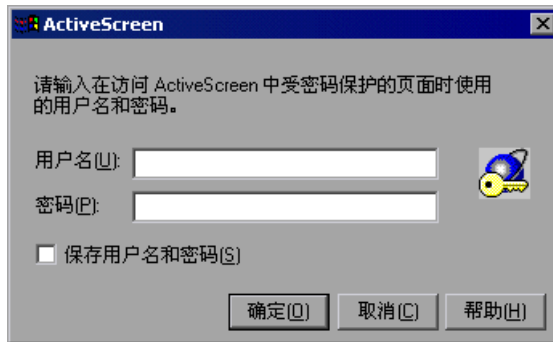 ActiveScreen
请输入在访问 ActiveScreen 中受密码保护的页面时使用
的用户名和密码。
用户名(U):
密码(P):
保存用户名和密码(S)
确定(O) 取消(C) 帮助(H)